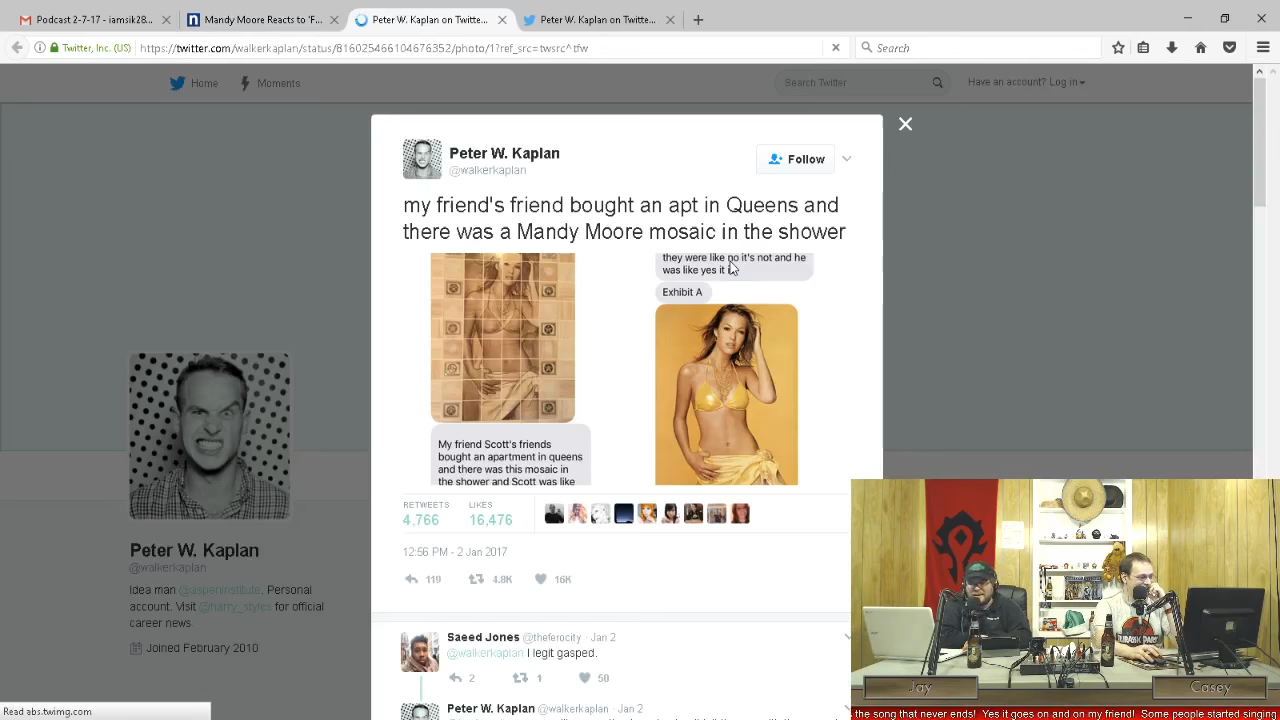 Podcast 2-7-17 - iamsik28...
Mandy Moore Reacts to 'F...
Peter W. Kaplan on Twitte...
Peter W. Kaplan on Twitte...
Twitter, Inc. (US)
https://twitter.com/walkerkaplan/status/816025466104676352/photo/1?ref_src=twsrc^tfw
Search
Home
Moments
Search Twitter
Have an account? Log in
Peter W. Kaplan
@walkerkaplan
Follow
my friend's friend bought an apt in Queens and
there was a Mandy Moore mosaic in the shower
they were like no it's not and he
was like yes it
Exhibit A
My friend Scott's friends
bought an apartment in queens
and there was this mosaic in
the shower and Scott was like
RETWEETS
4,766
LIKES
16,476
12:56 PM - 2 Jan 2017
119
4.8K
16K
Peter W. Kaplan
@walkerkaplan
Idea man @aspeninstitute. Personal
account. Visit @harry_styles for official
career news
Joined February 2010
Saeed Jones @theferocity · Jan 2
@walkerkaplan I legit gasped.
2
1
50
Peter W. Kaplan @walkerkaplan · Jan 2
Read abs.twimg.com
JURASSIC PARK
Jay
Casey
the song that never ends! Yes it goes on and on my friend! Some people started singing